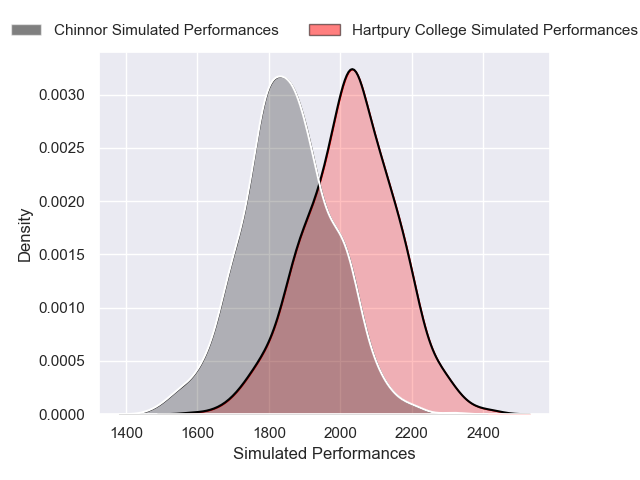 Chinnor Simulated Performances
Hartpury College Simulated Performances
0.0030
0.0025
0.0020
0.0015
0.0010
0.0005
0.0000
Density
1400 1600 1800 2000 2200 2400
Simulated Performances